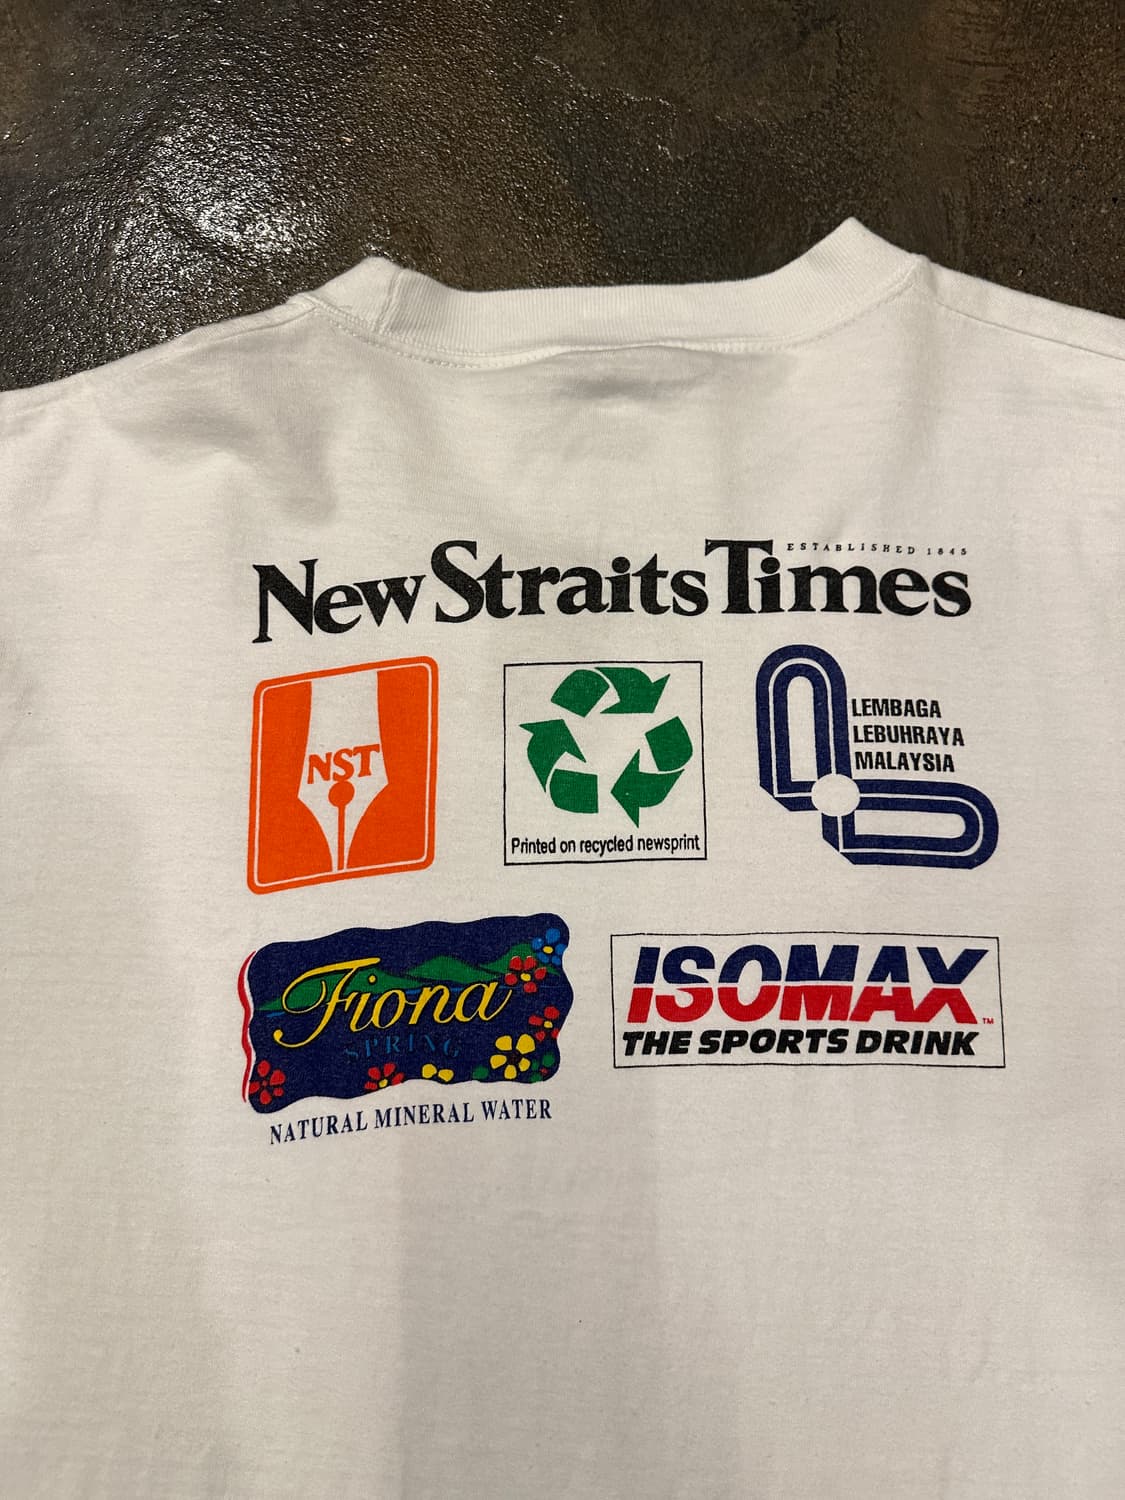 ESTABLISHED 1845
New Straits Times
NST
Printed on recycled newsprint
LEMBAGA
LEBUHRAYA
MALAYSIA
Fiona
SPRING
NATURAL MINERAL WATER
ISOMAX™
THE SPORTS DRINK